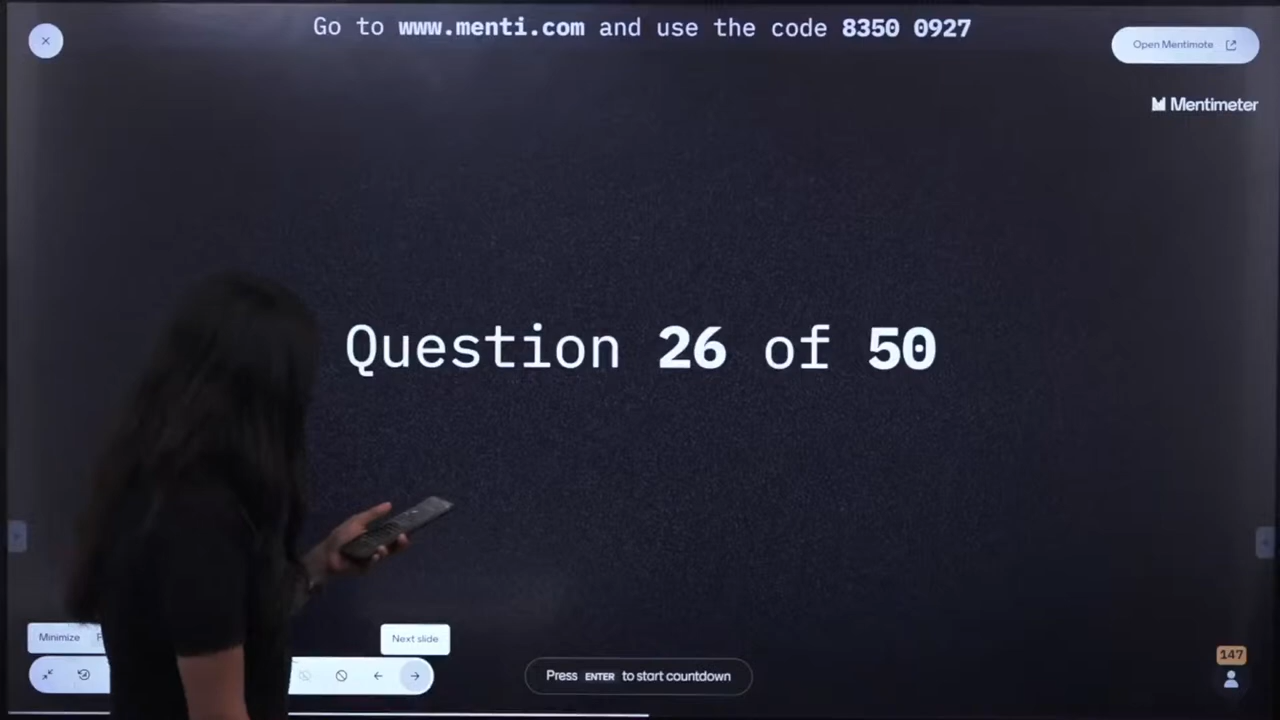 Go to www.menti.com and use the code 8350 0927
Open Mentimote
Mentimeter
Question 26 of 50
Minimize
Next slide
Press ENTER to start countdown
147